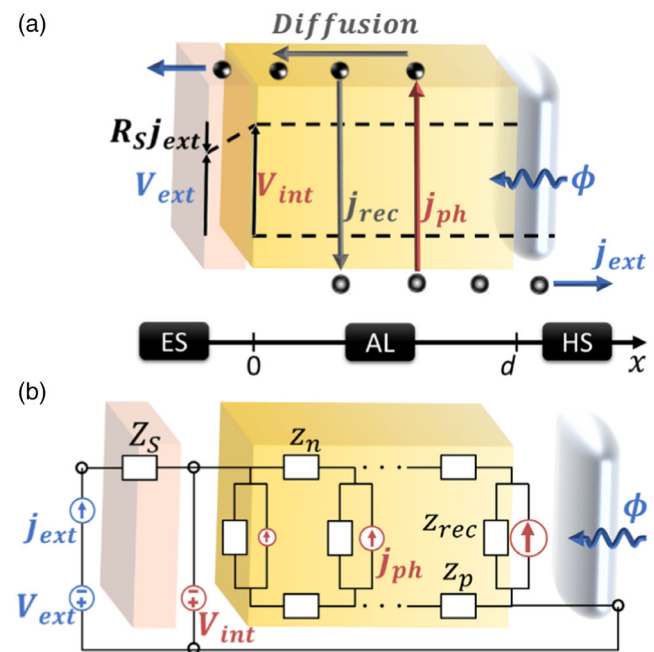 (a)
Diffusion
R_S j_ext
V_ext
V_int
j_rec
j_ph
ϕ
j_ext
ES
AL
HS
0
d
x
(b)
Z_S
z_n
j_ext
z_rec
ϕ
j_ph
z_p
V_ext
V_int